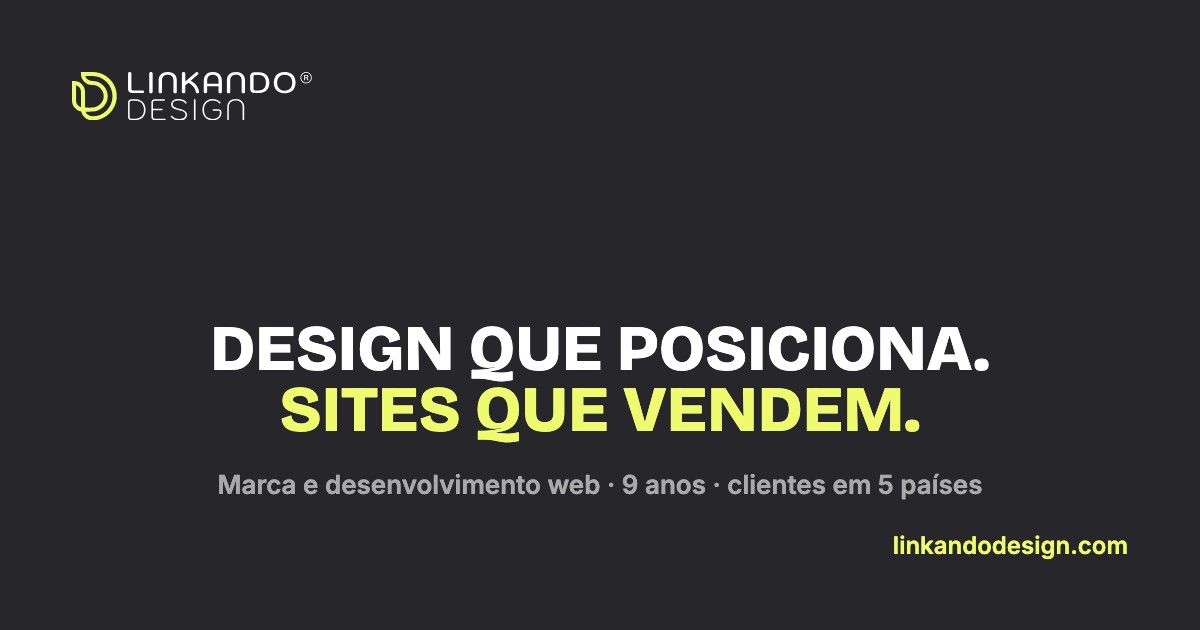 LINKANDO®
DESIGN
DESIGN QUE POSICIONA.
SITES QUE VENDEM.
Marca e desenvolvimento web · 9 anos · clientes em 5 países
linkandodesign.com